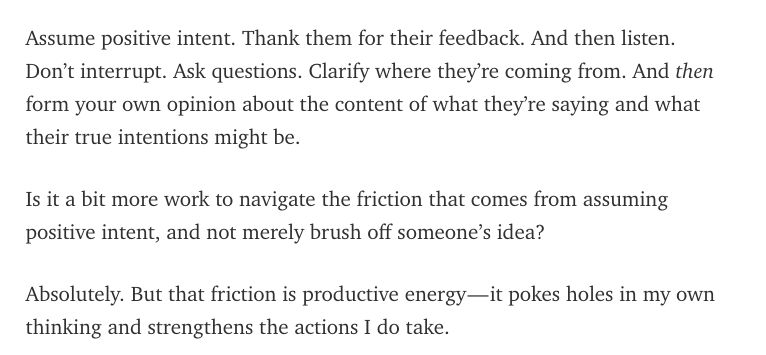 Assume positive intent. Thank them for their feedback. And then listen.
Don’t interrupt. Ask questions. Clarify where they’re coming from. And then
form your own opinion about the content of what they’re saying and what
their true intentions might be.
Is it a bit more work to navigate the friction that comes from assuming
positive intent, and not merely brush off someone’s idea?
Absolutely. But that friction is productive energy—it pokes holes in my own
thinking and strengthens the actions I do take.